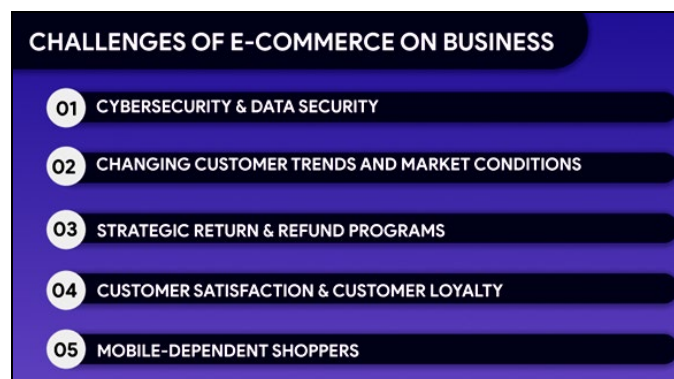 CHALLENGES OF E-COMMERCE ON BUSINESS
01 CYBERSECURITY & DATA SECURITY
02 CHANGING CUSTOMER TRENDS AND MARKET CONDITIONS
03 STRATEGIC RETURN & REFUND PROGRAMS
04 CUSTOMER SATISFACTION & CUSTOMER LOYALTY
05 MOBILE-DEPENDENT SHOPPERS